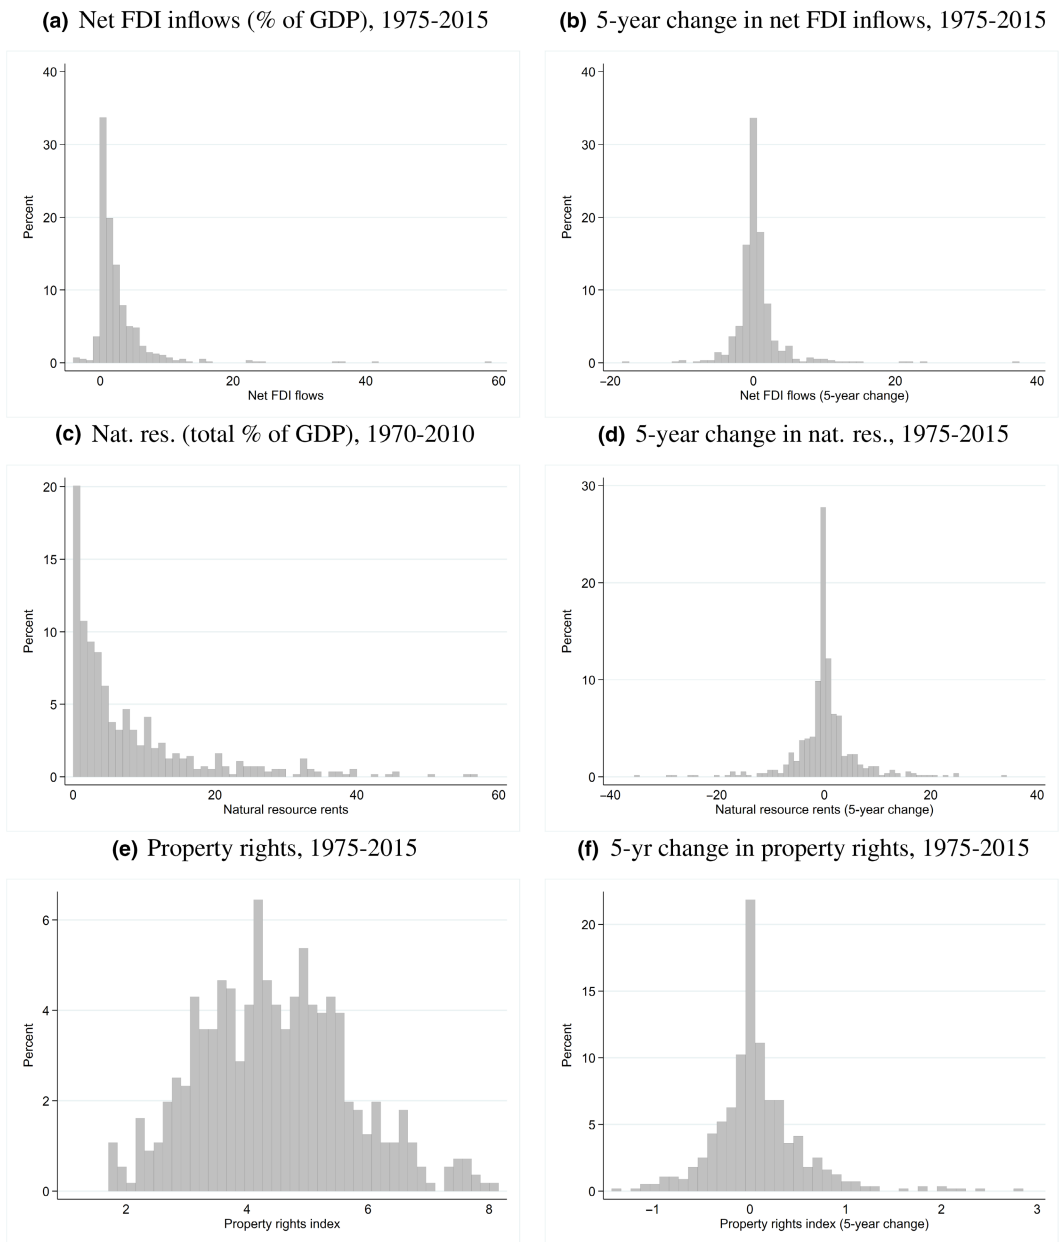 (a) Net FDI inflows (% of GDP), 1975-2015
40
30
20
10
0
Percent
0 20 40 60
Net FDI flows
(b) 5-year change in net FDI inflows, 1975-2015
40
30
20
10
0
Percent
−20 0 20 40
Net FDI flows (5-year change)
(c) Nat. res. (total % of GDP), 1970-2010
20
15
10
5
0
Percent
0 20 40 60
Natural resource rents
(d) 5-year change in nat. res., 1975-2015
30
20
10
0
Percent
−40 −20 0 20 40
Natural resource rents (5-year change)
(e) Property rights, 1975-2015
6
4
2
0
Percent
2 4 6 8
Property rights index
(f) 5-yr change in property rights, 1975-2015
20
15
10
5
0
Percent
−1 0 1 2 3
Property rights index (5-year change)